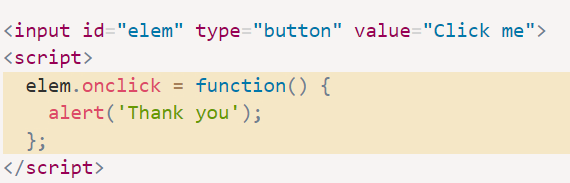 <input id="elem" type="button" value="Click me">
<script>
  elem.onclick = function() {
    alert('Thank you');
  };
</script>